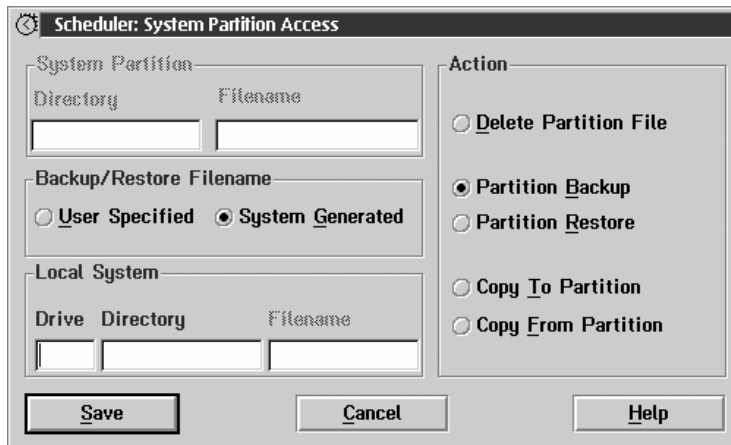 Scheduler: System Partition Access
System Partition
Directory Filename
Backup/Restore Filename
User Specified System Generated
Local System
Drive Directory Filename
Action
Delete Partition File
Partition Backup
Partition Restore
Copy To Partition
Copy From Partition
Save Cancel Help